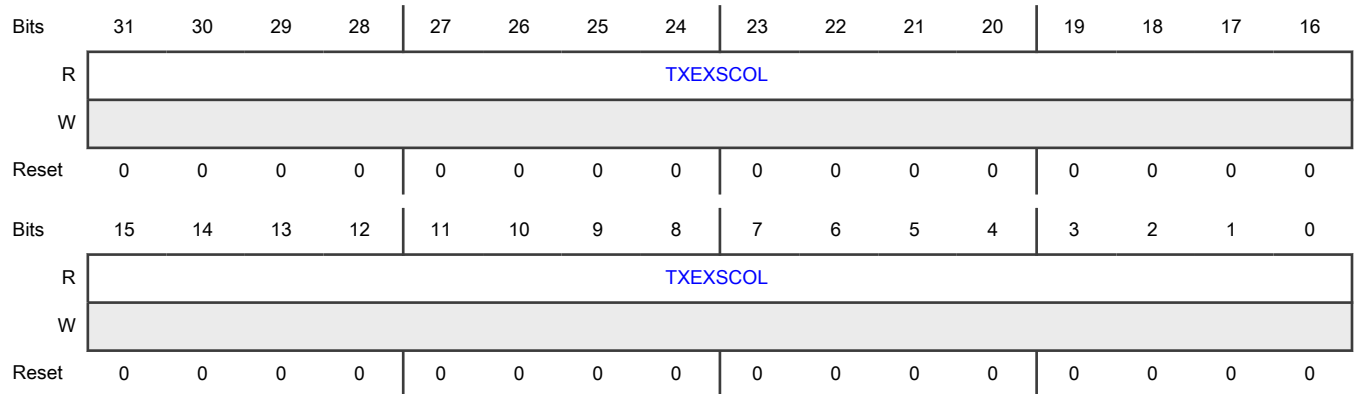 Bits 31 30 29 28 27 26 25 24 23 22 21 20 19 18 17 16
R TXEXSCOL
W
Reset 0 0 0 0 0 0 0 0 0 0 0 0 0 0 0 0
Bits 15 14 13 12 11 10 9 8 7 6 5 4 3 2 1 0
R TXEXSCOL
W
Reset 0 0 0 0 0 0 0 0 0 0 0 0 0 0 0 0